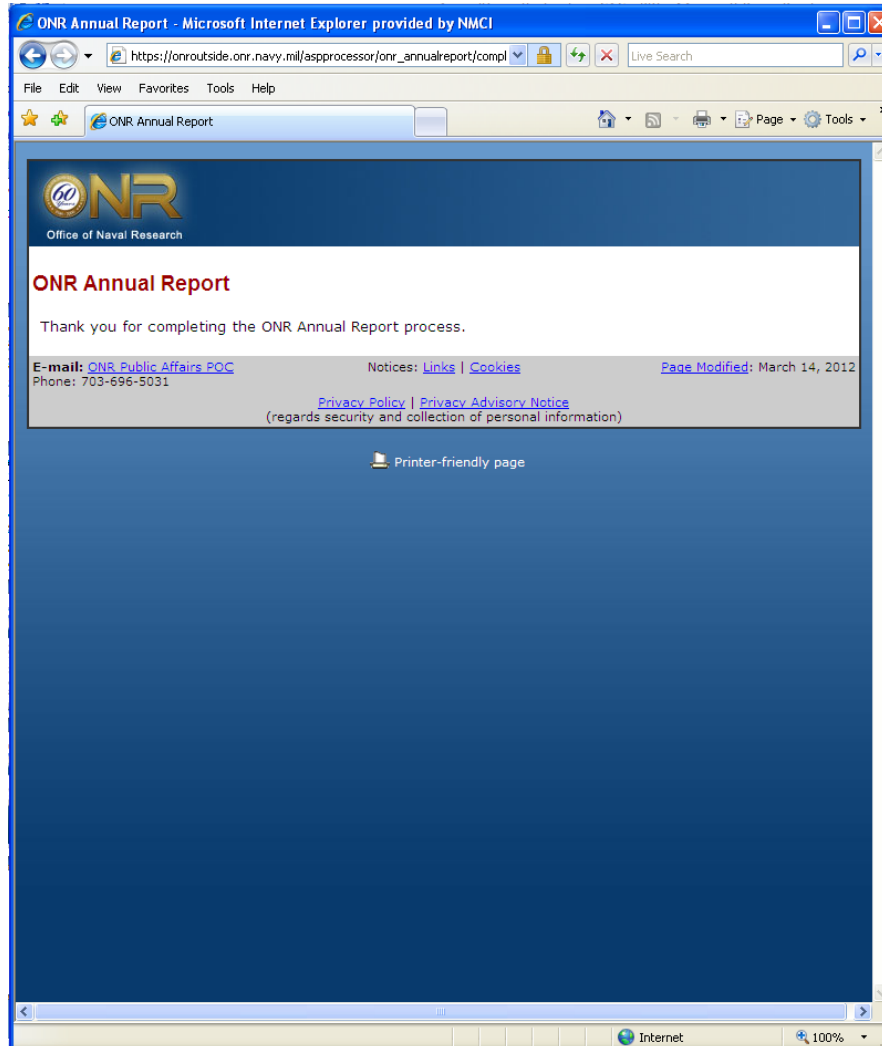 ONR Annual Report - Microsoft Internet Explorer provided by NMCI
https://onroutside.onr.navy.mil/aspprocessor/onr_annualreport/compl
Live Search
File Edit View Favorites Tools Help
ONR Annual Report
Page Tools
60 Years ONR
Office of Naval Research
ONR Annual Report
Thank you for completing the ONR Annual Report process.
E-mail: ONR Public Affairs POC Notices: Links | Cookies Page Modified: March 14, 2012
Phone: 703-696-5031
Privacy Policy | Privacy Advisory Notice
(regards security and collection of personal information)
Printer-friendly page
Internet 100%